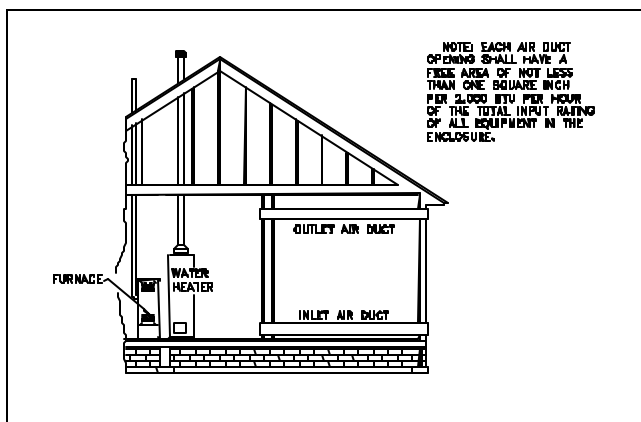 NOTE: EACH AIR DUCT
OPENING SHALL HAVE A
FREE AREA OF NOT LESS
THAN ONE SQUARE INCH
PER 2,000 BTU PER HOUR
OF THE TOTAL INPUT RATING
OF ALL EQUIPMENT IN THE
ENCLOSURE.
OUTLET AIR DUCT
WATER
HEATER
FURNACE
INLET AIR DUCT